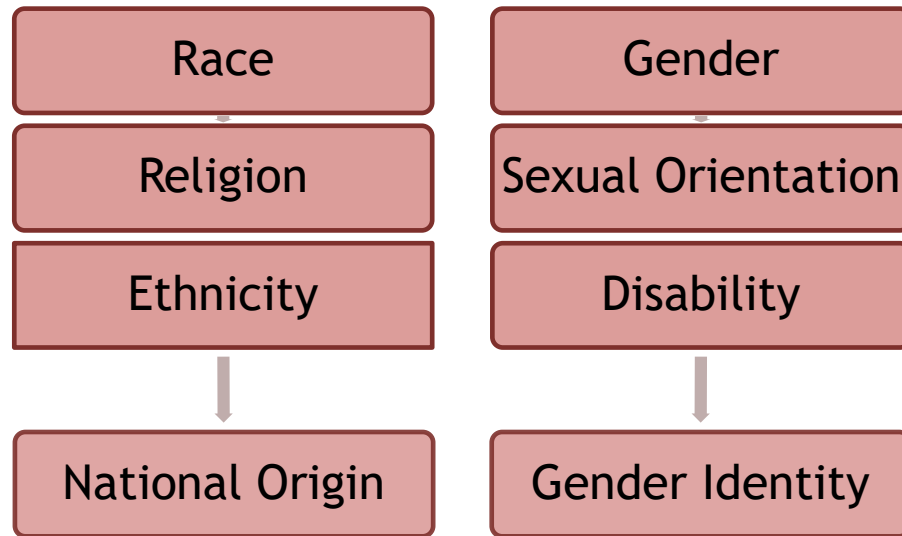 Race
Religion
Ethnicity
National Origin
Gender
Sexual Orientation
Disability
Gender Identity